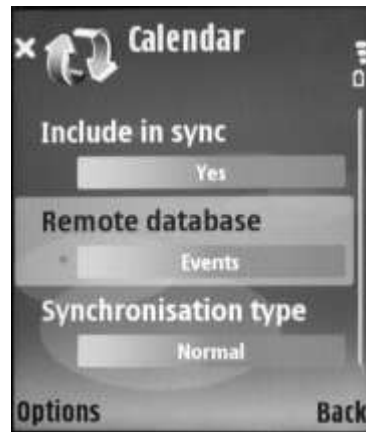 Calendar
Include in sync
Yes
Remote database
Events
Synchronisation type
Normal
Options
Back